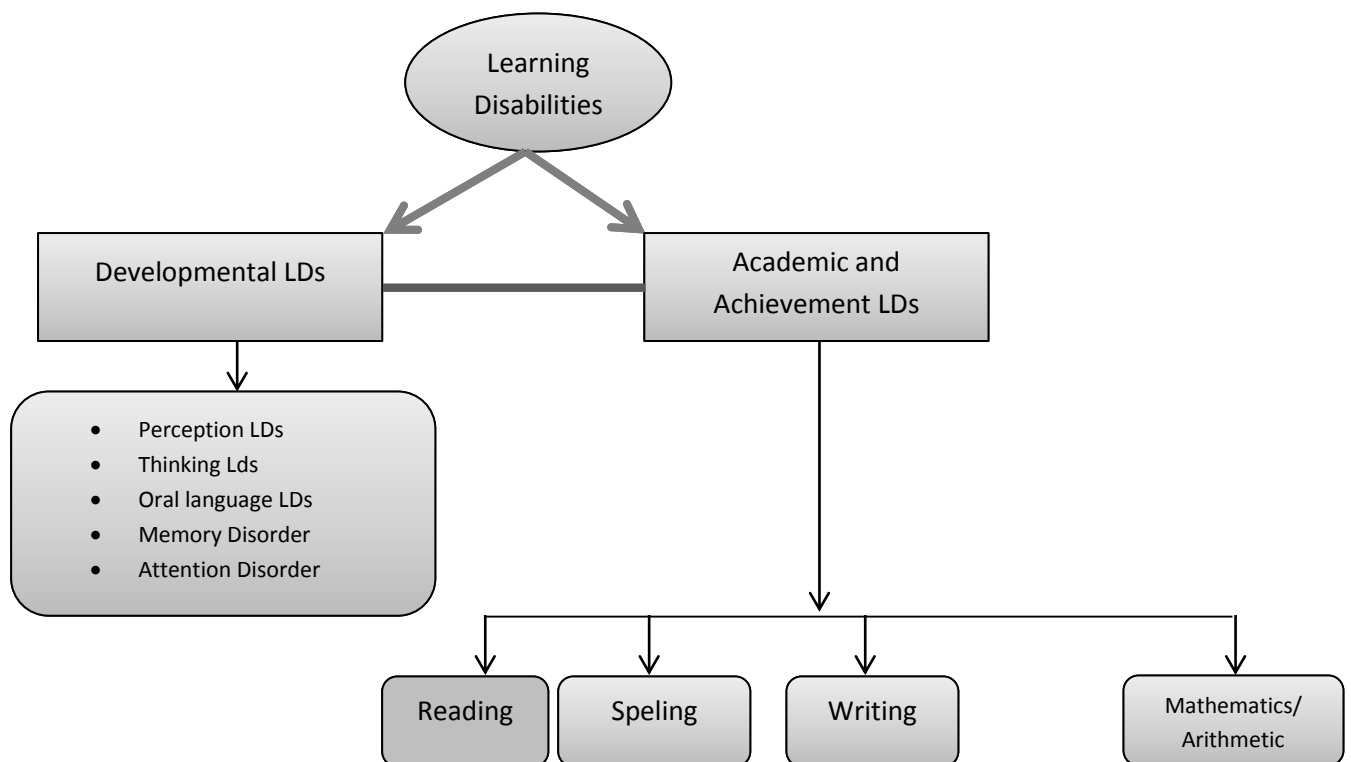 Learning
Disabilities
Developmental LDs
Academic and
Achievement LDs
• Perception LDs
• Thinking Lds
• Oral language LDs
• Memory Disorder
• Attention Disorder
Reading
Speling
Writing
Mathematics/
Arithmetic